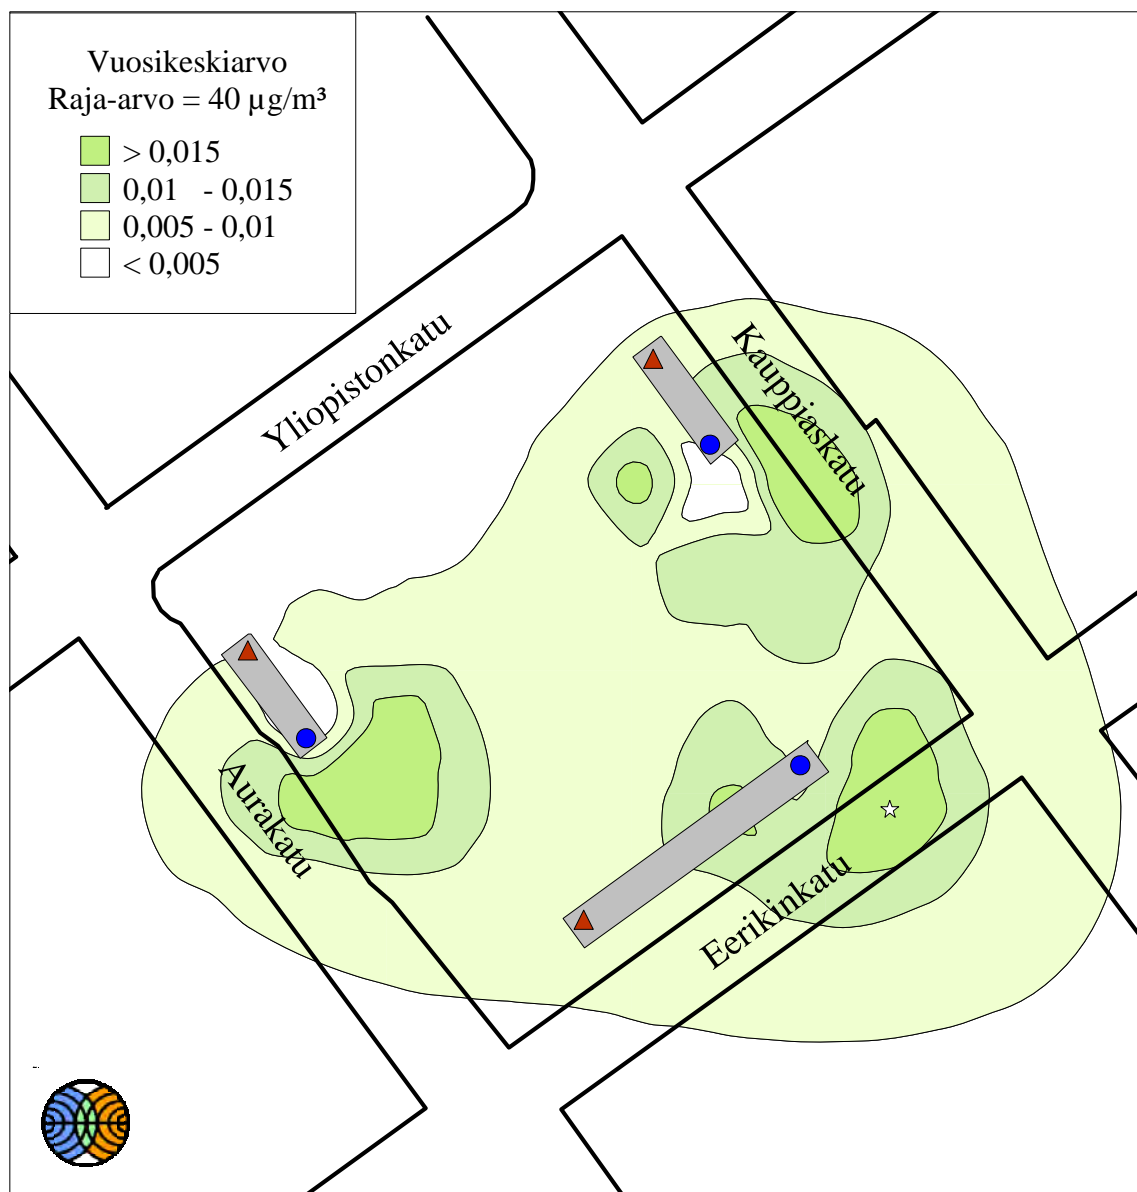 Vuosikeskiarvo
Raja-arvo = 40 µg/m³
> 0,015
0,01 - 0,015
0,005 - 0,01
< 0,005
Yliopistonkatu
Kauppiaskatu
Aurakatu
Eerikinkatu